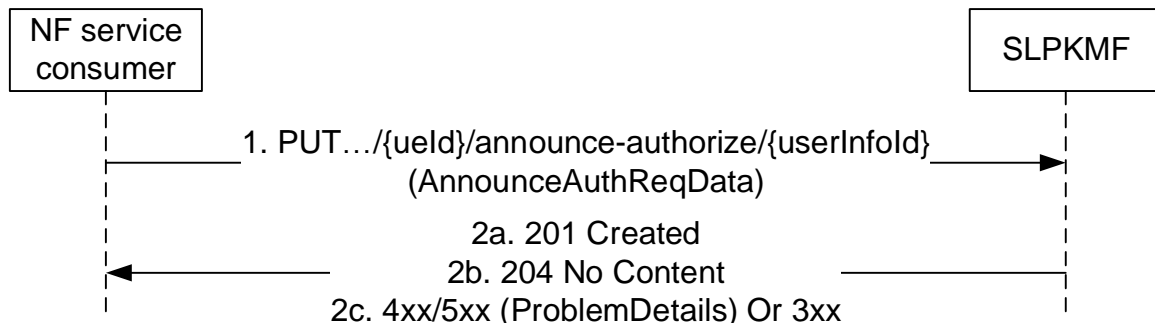 NF service
consumer
SLPKMF
1. PUT…/{ueId}/announce-authorize/{userInfoId}
(AnnounceAuthReqData)
2a. 201 Created
2b. 204 No Content
2c. 4xx/5xx (ProblemDetails) Or 3xx